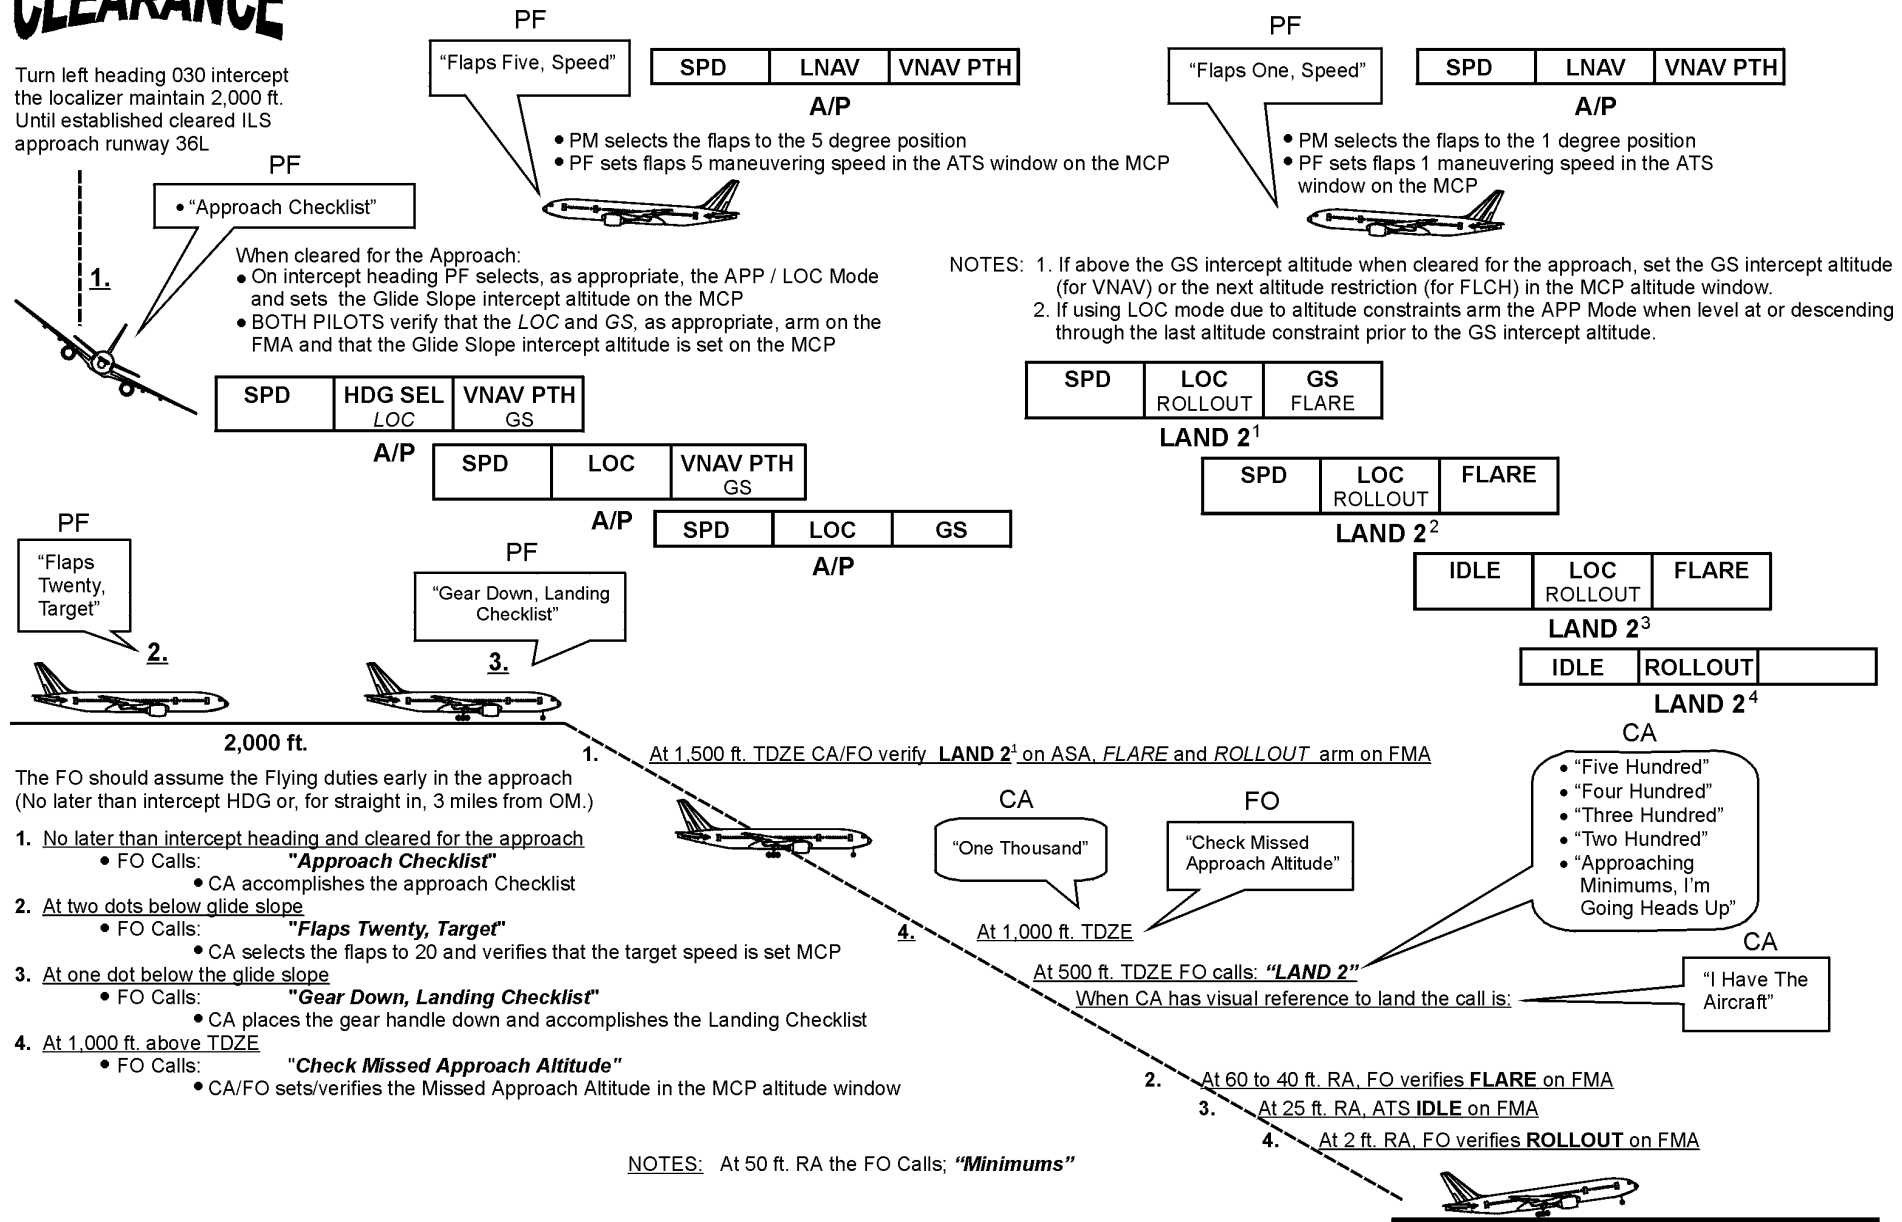 CLEARANCE
Turn left heading 030 intercept
the localizer maintain 2,000 ft.
Until established cleared ILS
approach runway 36L
PF
• “Approach Checklist”
1.
When cleared for the Approach:
• On intercept heading PF selects, as appropriate, the APP / LOC Mode
and sets the Glide Slope intercept altitude on the MCP
• BOTH PILOTS verify that the LOC and GS, as appropriate, arm on the
FMA and that the Glide Slope intercept altitude is set on the MCP
PF
“Flaps Five, Speed”
SPD LNAV VNAV PTH
A/P
• PM selects the flaps to the 5 degree position
• PF sets flaps 5 maneuvering speed in the ATS window on the MCP
PF
“Flaps One, Speed”
SPD LNAV VNAV PTH
A/P
• PM selects the flaps to the 1 degree position
• PF sets flaps 1 maneuvering speed in the ATS
window on the MCP
NOTES: 1. If above the GS intercept altitude when cleared for the approach, set the GS intercept altitude
(for VNAV) or the next altitude restriction (for FLCH) in the MCP altitude window.
2. If using LOC mode due to altitude constraints arm the APP Mode when level at or descending
through the last altitude constraint prior to the GS intercept altitude.
SPD HDG SEL VNAV PTH
LOC GS
A/P
SPD LOC VNAV PTH
GS
A/P
SPD LOC GS
A/P
SPD LOC GS
ROLLOUT FLARE
LAND 2¹
SPD LOC FLARE
ROLLOUT
LAND 2²
IDLE LOC FLARE
ROLLOUT
LAND 2³
IDLE ROLLOUT
LAND 2⁴
PF
“Flaps
Twenty,
Target”
2.
PF
“Gear Down, Landing
Checklist”
3.
2,000 ft.
1. At 1,500 ft. TDZE CA/FO verify LAND 2¹ on ASA, FLARE and ROLLOUT arm on FMA
The FO should assume the Flying duties early in the approach
(No later than intercept HDG or, for straight in, 3 miles from OM.)
1. No later than intercept heading and cleared for the approach
• FO Calls: "Approach Checklist"
• CA accomplishes the approach Checklist
2. At two dots below glide slope
• FO Calls: "Flaps Twenty, Target"
• CA selects the flaps to 20 and verifies that the target speed is set MCP
3. At one dot below the glide slope
• FO Calls: "Gear Down, Landing Checklist"
• CA places the gear handle down and accomplishes the Landing Checklist
4. At 1,000 ft. above TDZE
• FO Calls: "Check Missed Approach Altitude"
• CA/FO sets/verifies the Missed Approach Altitude in the MCP altitude window
CA
“One Thousand”
FO
“Check Missed
Approach Altitude”
4. At 1,000 ft. TDZE
CA
• “Five Hundred”
• “Four Hundred”
• “Three Hundred”
• “Two Hundred”
• “Approaching
Minimums, I’m
Going Heads Up”
At 500 ft. TDZE FO calls: “LAND 2”
When CA has visual reference to land the call is:
CA
“I Have The
Aircraft”
2. At 60 to 40 ft. RA, FO verifies FLARE on FMA
3. At 25 ft. RA, ATS IDLE on FMA
4. At 2 ft. RA, FO verifies ROLLOUT on FMA
NOTES: At 50 ft. RA the FO Calls; “Minimums”